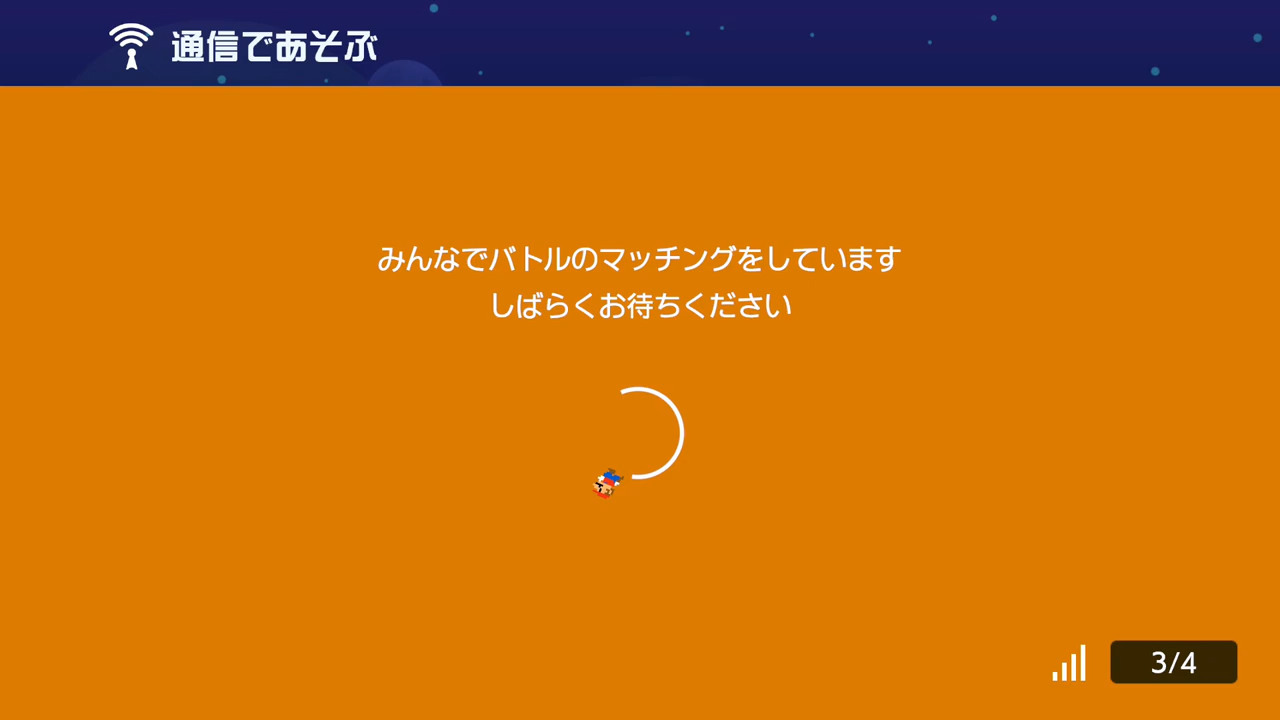 通信であそぶ
みんなでバトルのマッチングをしています
しばらくお待ちください
3/4